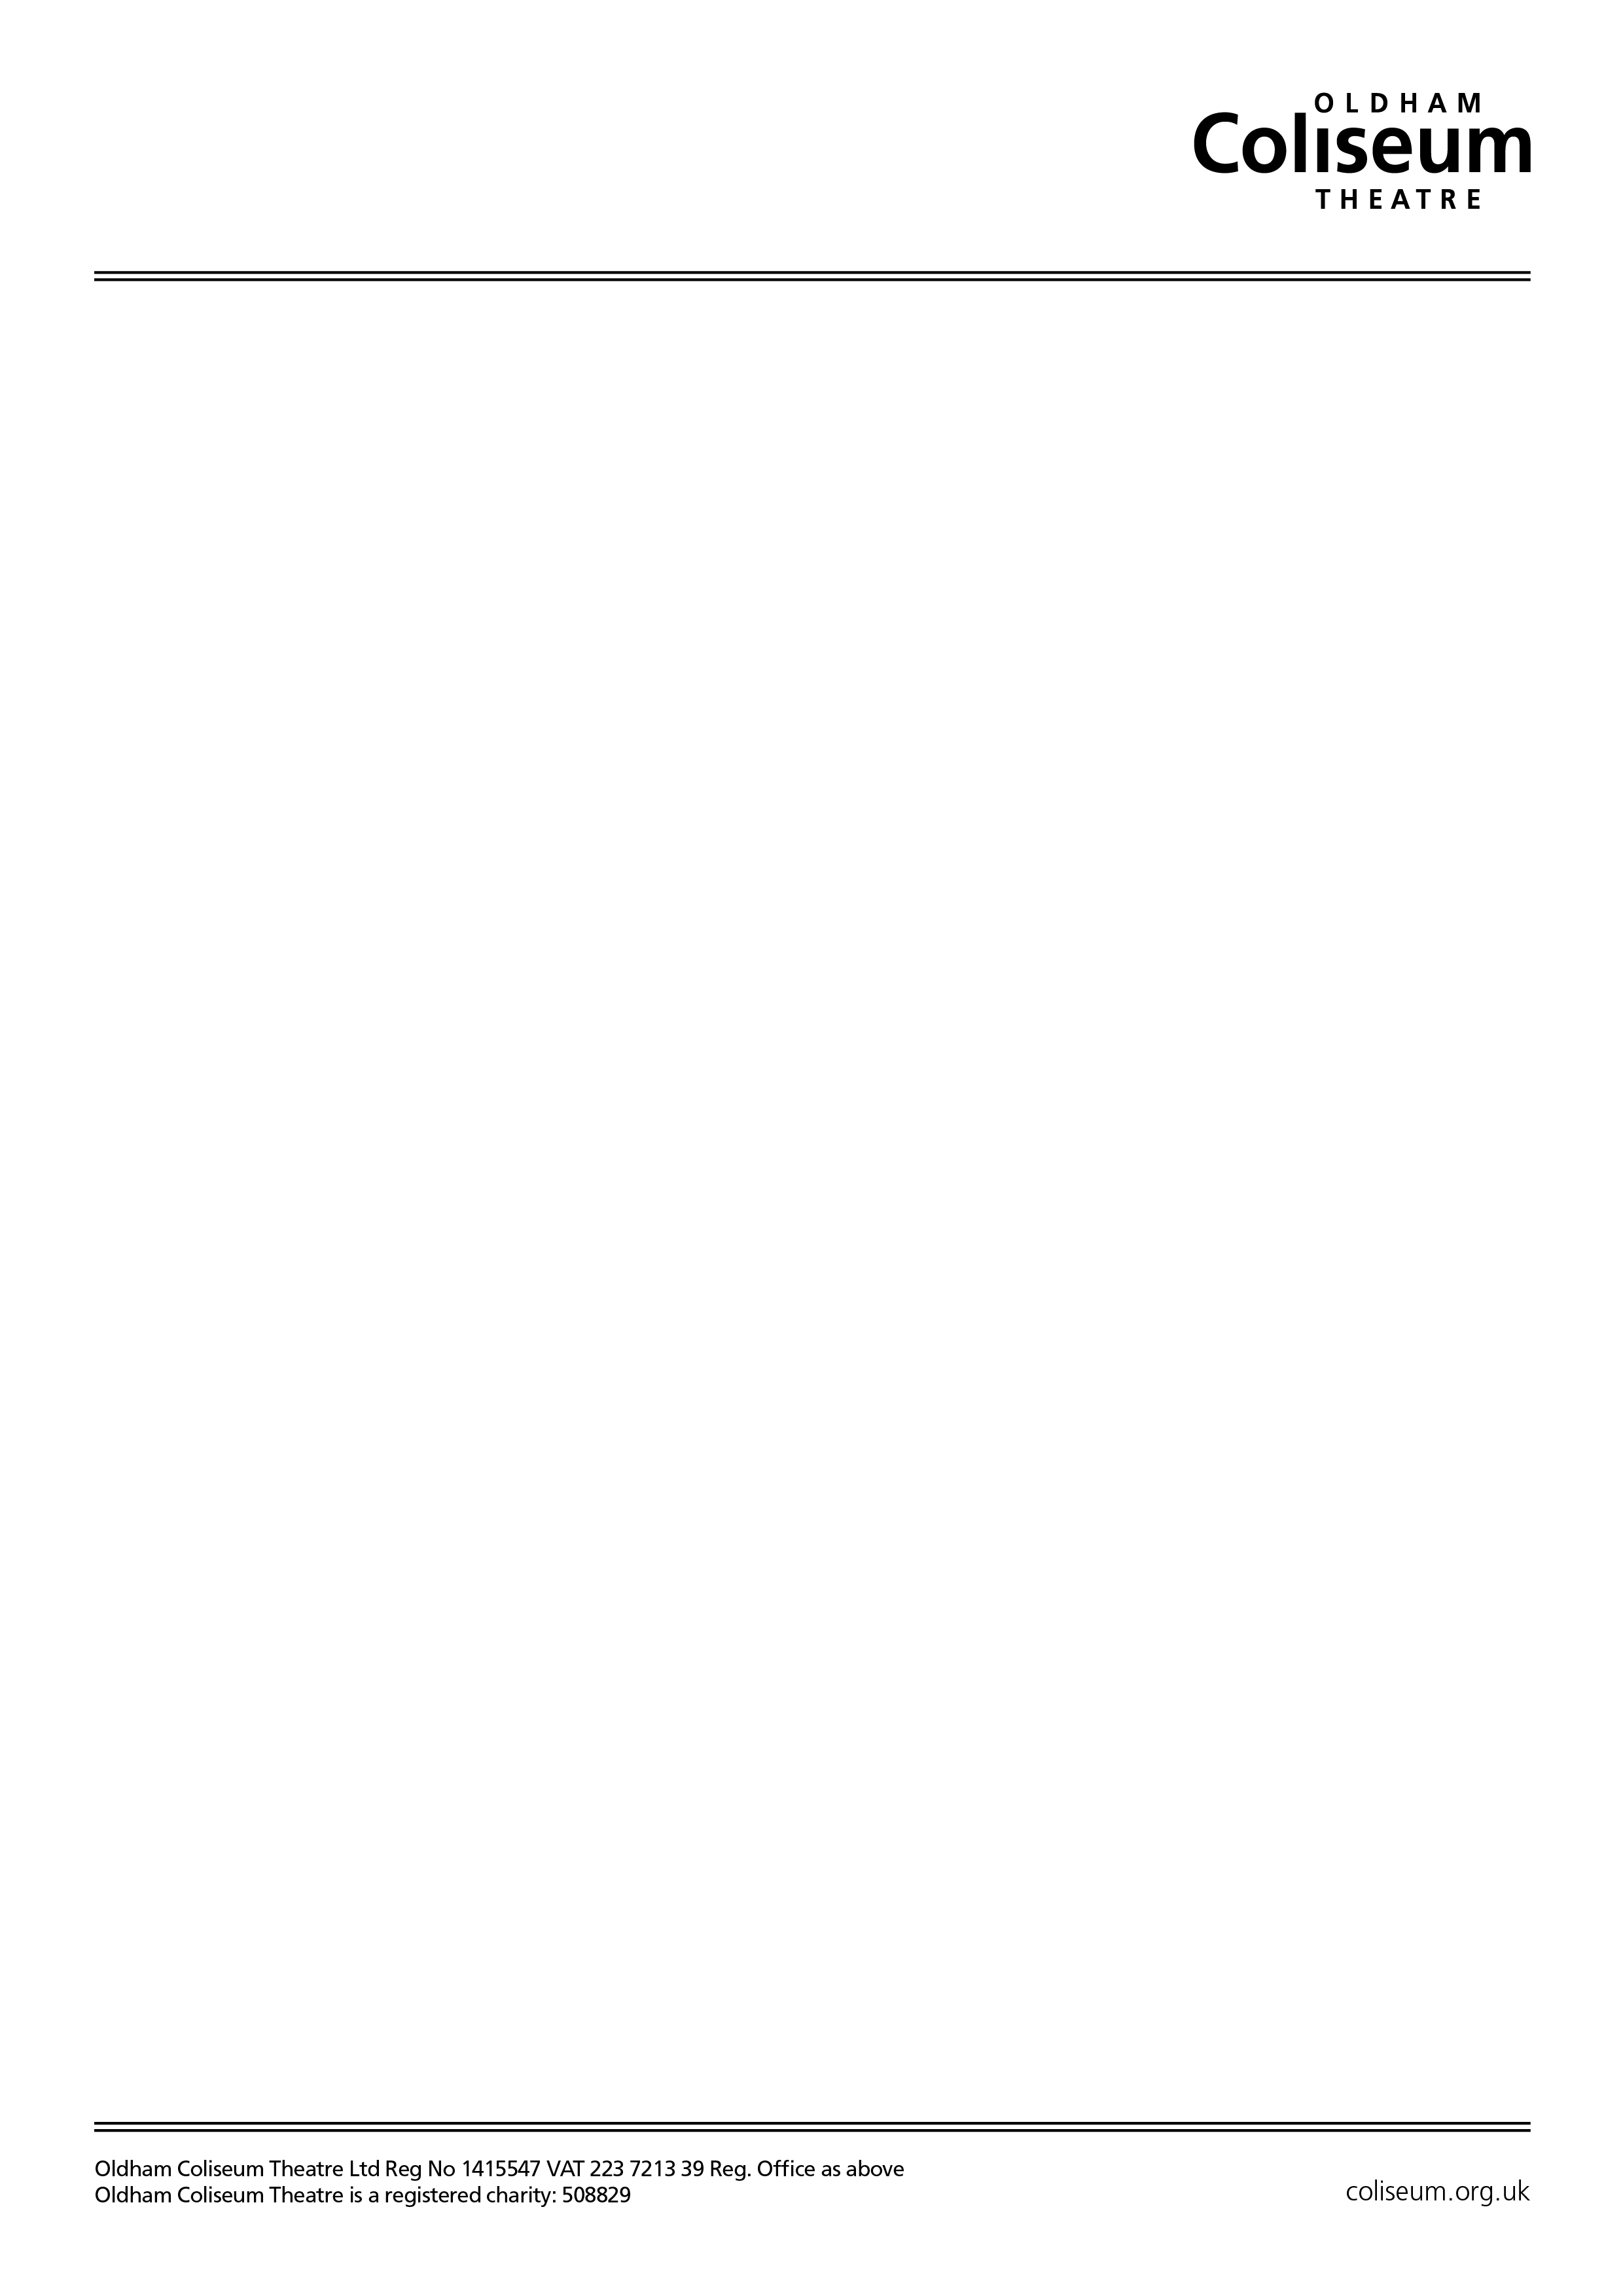 OLDHAM
Coliseum
THEATRE
Oldham Coliseum Theatre Ltd Reg No 1415547 VAT 223 7213 39 Reg. Office as above
Oldham Coliseum Theatre is a registered charity: 508829
coliseum.org.uk